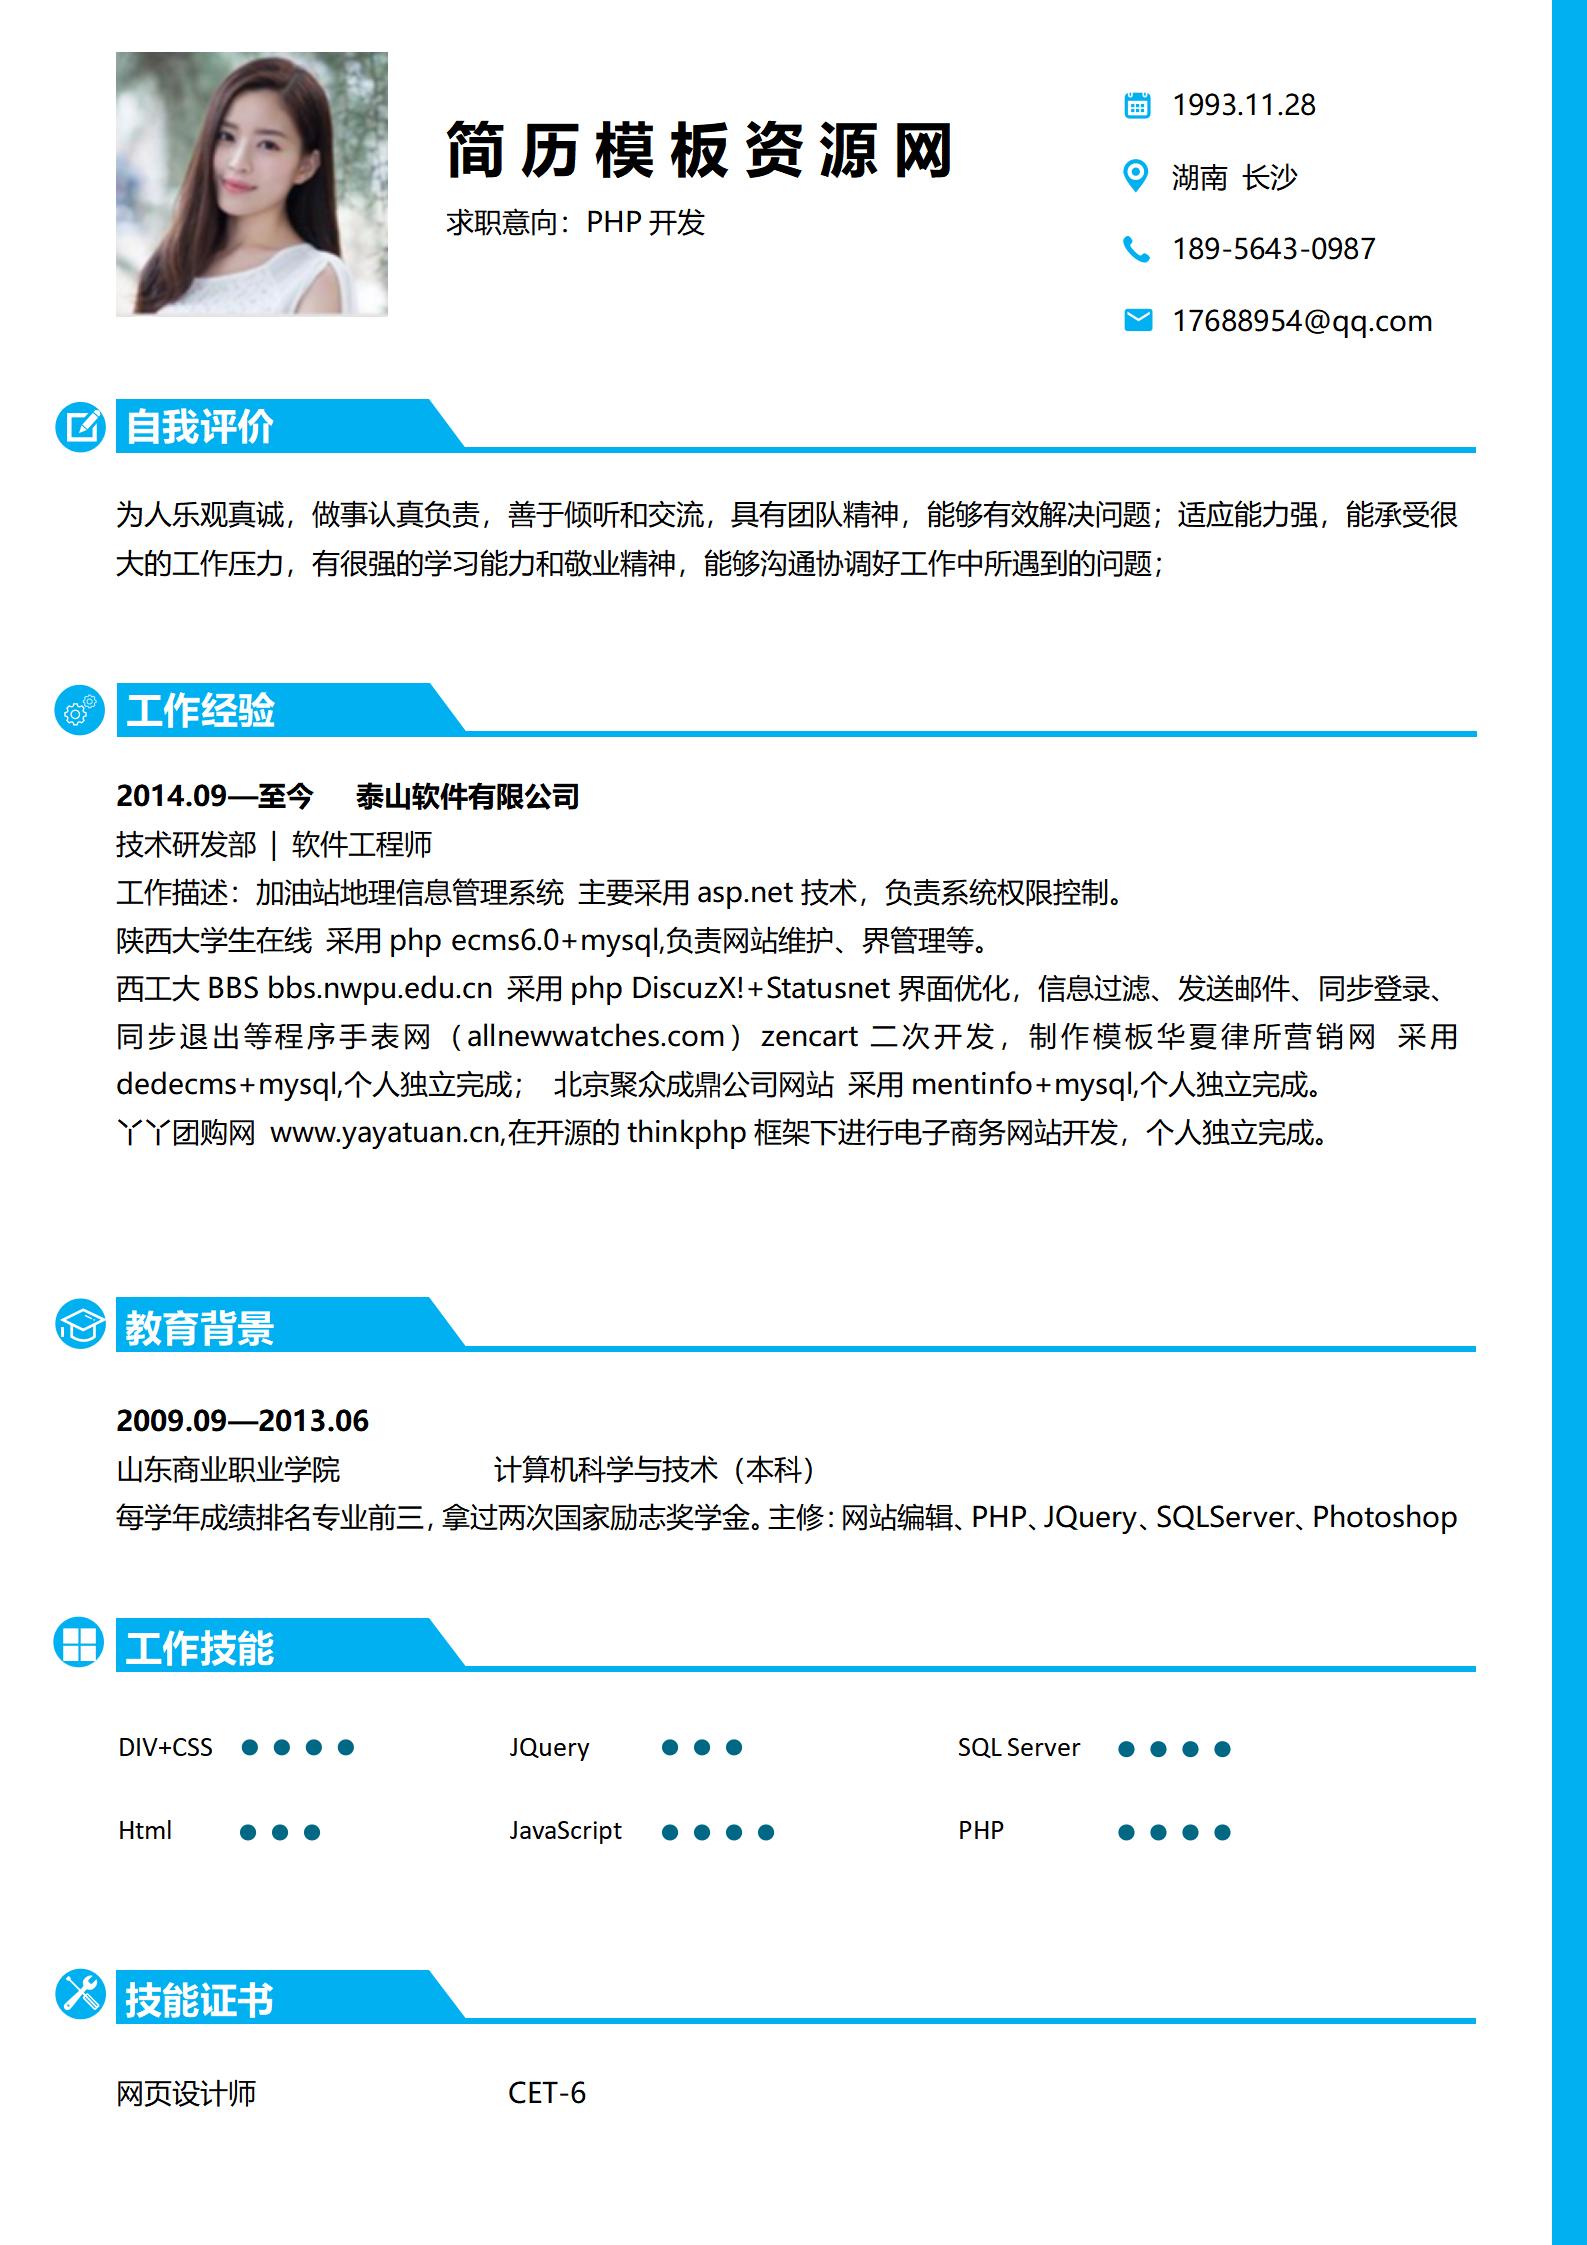 简历模板资源网
求职意向：PHP 开发
1993.11.28
湖南 长沙
189-5643-0987
17688954@qq.com
自我评价
为人乐观真诚，做事认真负责，善于倾听和交流，具有团队精神，能够有效解决问题；适应能力强，能承受很
大的工作压力，有很强的学习能力和敬业精神，能够沟通协调好工作中所遇到的问题；
工作经验
2014.09—至今 泰山软件有限公司
技术研发部 | 软件工程师
工作描述：加油站地理信息管理系统 主要采用 asp.net 技术，负责系统权限控制。
陕西大学生在线 采用 php ecms6.0+mysql,负责网站维护、界管理等。
西工大 BBS bbs.nwpu.edu.cn 采用 php DiscuzX!+Statusnet 界面优化，信息过滤、发送邮件、同步登录、
同步退出等程序手表网（allnewwatches.com）zencart 二次开发，制作模板华夏律所营销网 采用
dedecms+mysql,个人独立完成； 北京聚众成鼎公司网站 采用 mentinfo+mysql,个人独立完成。
丫丫团购网 www.yayatuan.cn,在开源的 thinkphp 框架下进行电子商务网站开发，个人独立完成。
教育背景
2009.09—2013.06
山东商业职业学院 计算机科学与技术（本科）
每学年成绩排名专业前三，拿过两次国家励志奖学金。主修：网站编辑、PHP、JQuery、SQLServer、Photoshop
工作技能
DIV+CSS JQuery SQL Server
Html JavaScript PHP
技能证书
网页设计师 CET-6